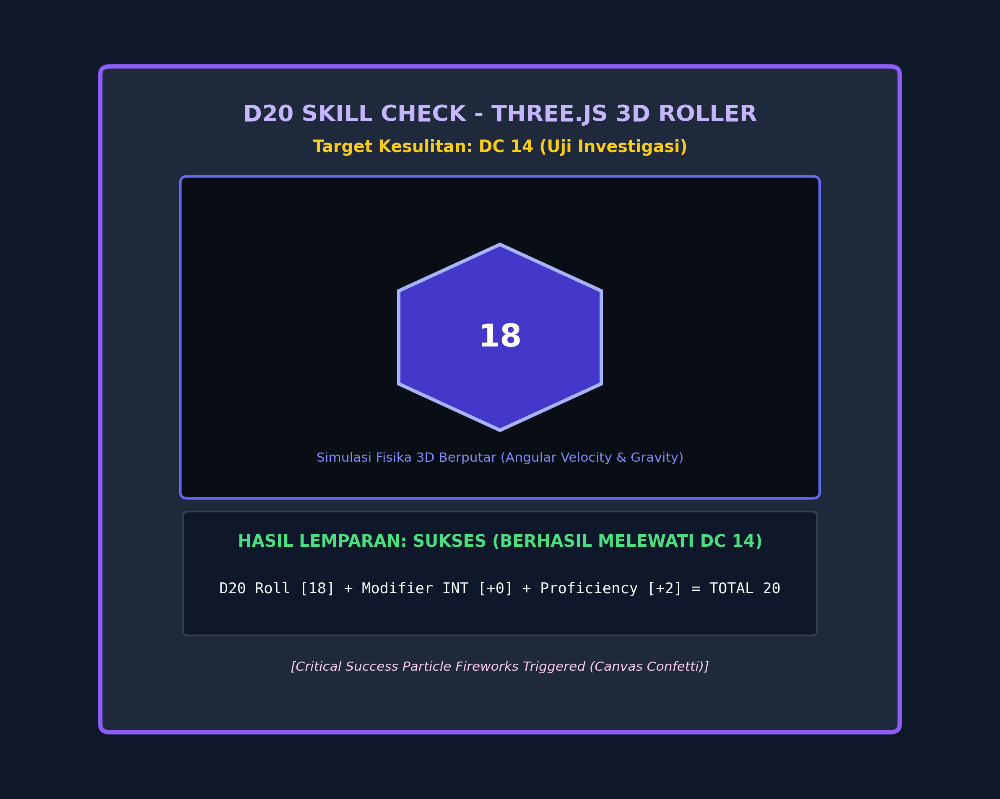 D20 SKILL CHECK - THREE.JS 3D ROLLER
Target Kesulitan: DC 14 (Uji Investigasi)
18
Simulasi Fisika 3D Berputar (Angular Velocity & Gravity)
HASIL LEMPARAN: SUKSES (BERHASIL MELEWATI DC 14)
D20 Roll [18] + Modifier INT [+0] + Proficiency [+2] = TOTAL 20
[Critical Success Particle Fireworks Triggered (Canvas Confetti)]